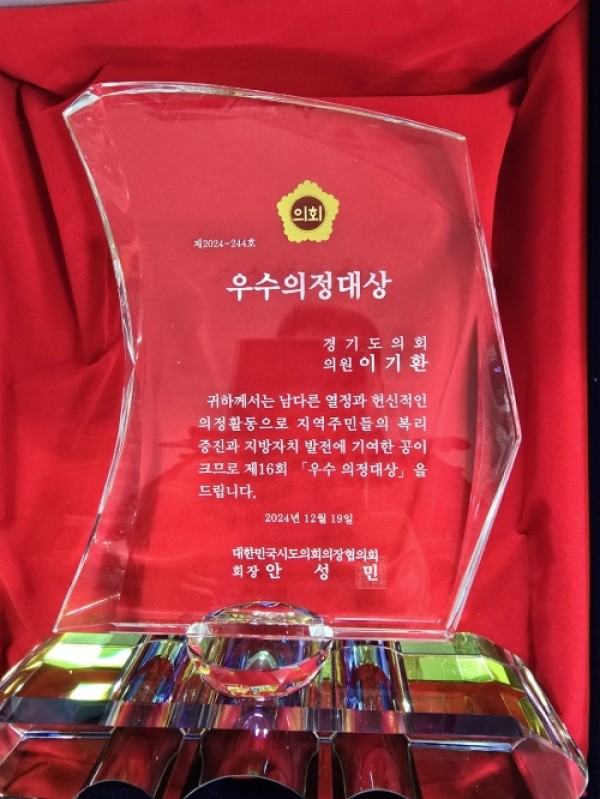 의회
제2024-244호
우수의정대상
경기도의회
의원 이기환
귀하께서는 남다른 열정과 헌신적인
의정활동으로 지역주민들의 복리
증진과 지방자치 발전에 기여한 공이
크므로 제16회 「우수 의정대상」을
드립니다.
2024년 12월 19일
대한민국시도의회의장협의회
회장 안성민